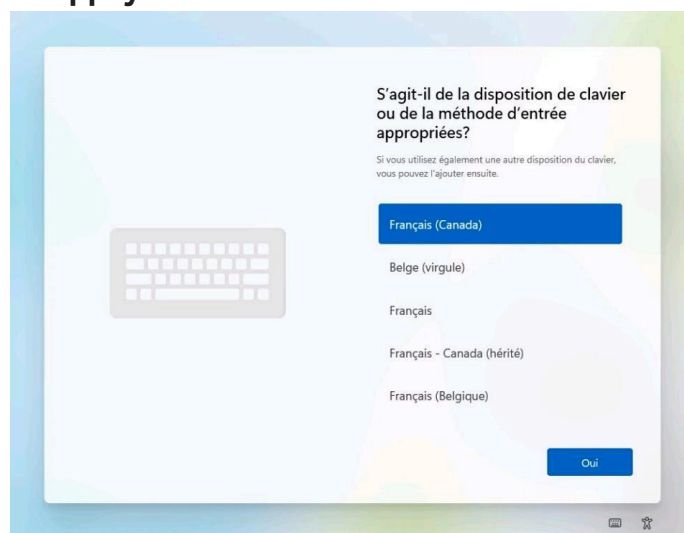 S'agit-il de la disposition de clavier
ou de la méthode d'entrée
appropriées?
Si vous utilisez également une autre disposition du clavier,
vous pouvez l'ajouter ensuite.
Français (Canada)
Belge (virgule)
Français
Français - Canada (hérité)
Français (Belgique)
Oui